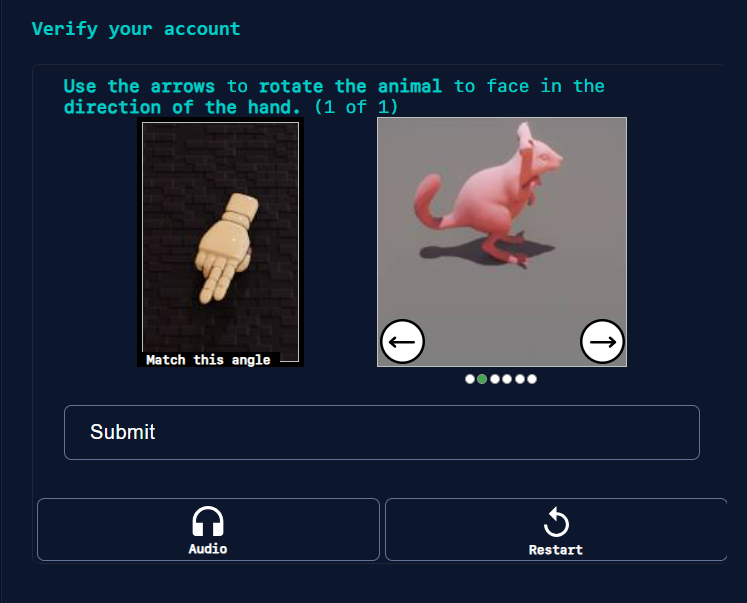 Verify your account
Use the arrows to rotate the animal to face in the
direction of the hand. (1 of 1)
Match this angle
Submit
Audio
Restart